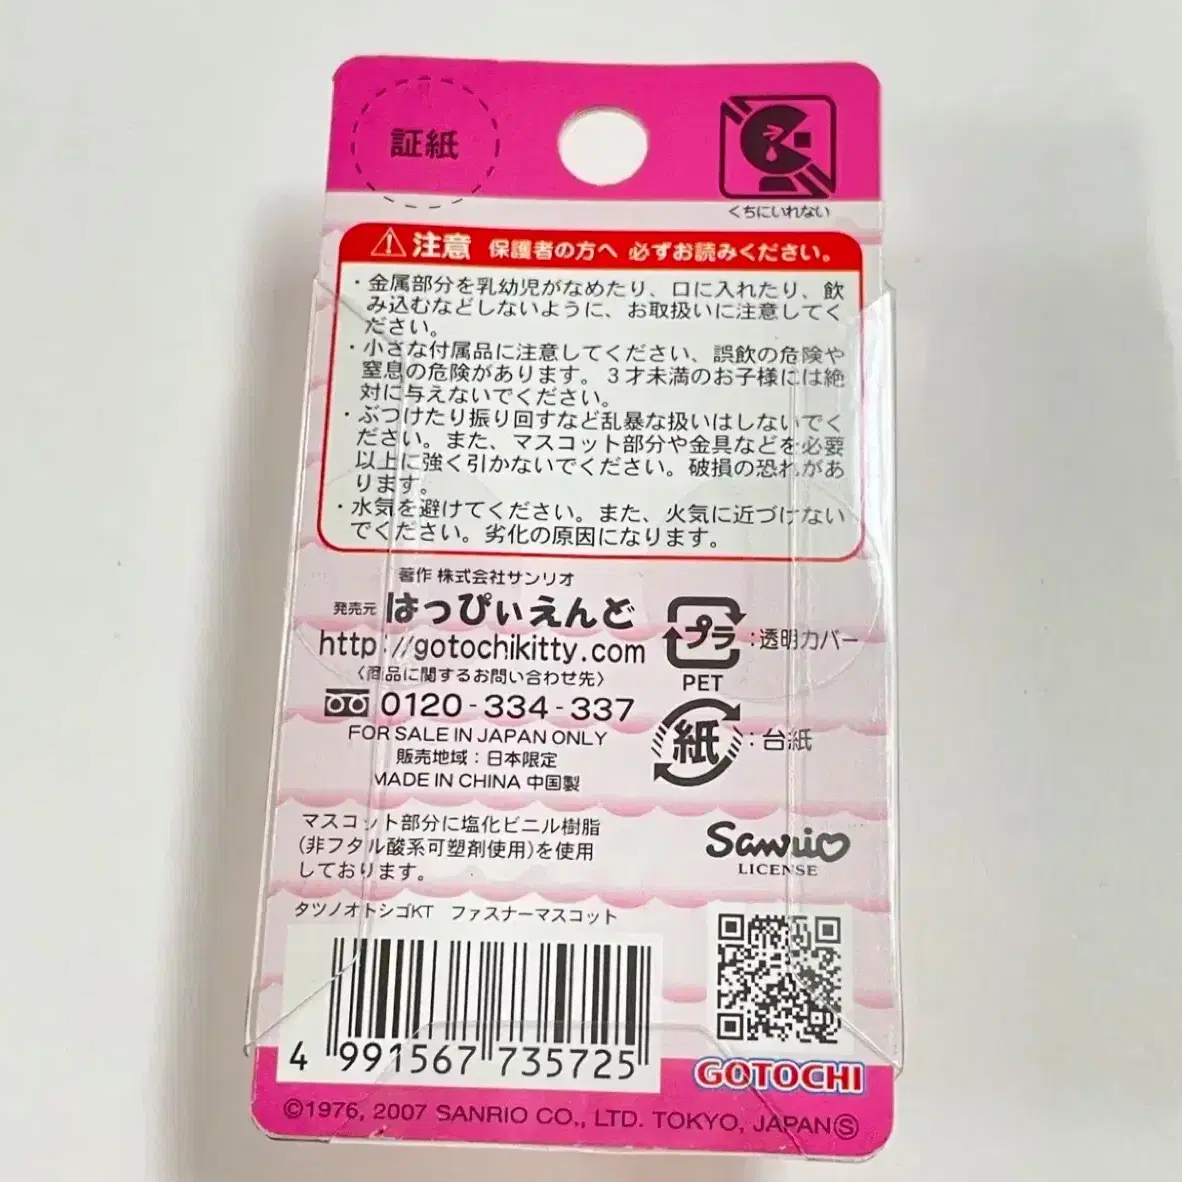 証紙
くちにいれない
注意 保護者の方へ 必ずお読みください。
・金属部分を乳幼児がなめたり、口に入れたり、飲
み込むなどしないように、お取扱いに注意してく
ださい。
・小さな付属品に注意してください、誤飲の危険や
窒息の危険があります。3才未満のお子様には絶
対に与えないでください。
・ぶつけたり振り回すなど乱暴な扱いはしないでく
ださい。また、マスコット部分や金具などを必要
以上に強く引かないでください。破損の恐れがあ
ります。
・水気を避けてください。また、火気に近づけない
でください。劣化の原因になります。
著作 株式会社サンリオ
発売元 はっぴぃえんど
http://gotochikitty.com
〈商品に関するお問い合わせ先〉
0120-334-337
FOR SALE IN JAPAN ONLY
販売地域:日本限定
MADE IN CHINA 中国製
プラ :透明カバー
PET
紙 :台紙
マスコット部分に塩化ビニル樹脂
(非フタル酸系可塑剤使用)を使用
しております。
Sanrio
LICENSE
タツノオトシゴKT ファスナーマスコット
4 991567 735725
GOTOCHI
©1976, 2007 SANRIO CO., LTD. TOKYO, JAPAN Ⓢ